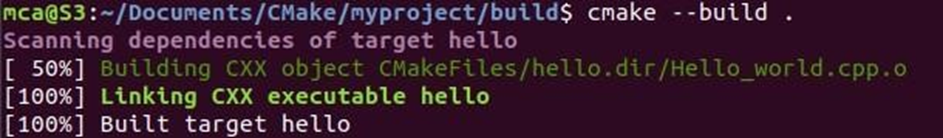 mca@S3:~/Documents/CMake/myproject/build$ cmake --build .
Scanning dependencies of target hello
[ 50%] Building CXX object CMakeFiles/hello.dir/Hello_world.cpp.o
[100%] Linking CXX executable hello
[100%] Built target hello